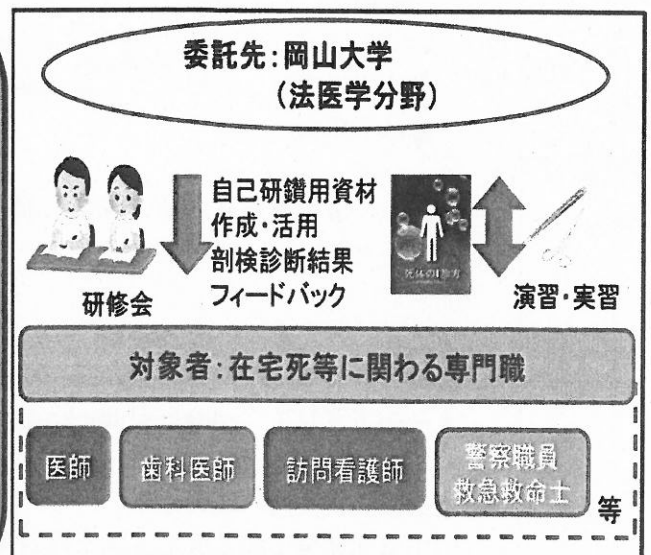 委託先：岡山大学
（法医学分野）
自己研鑽用資材
作成・活用
剖検診断結果
フィードバック
研修会
演習・実習
対象者：在宅死等に関わる専門職
医師
歯科医師
訪問看護師
警察職員
救急救命士
等